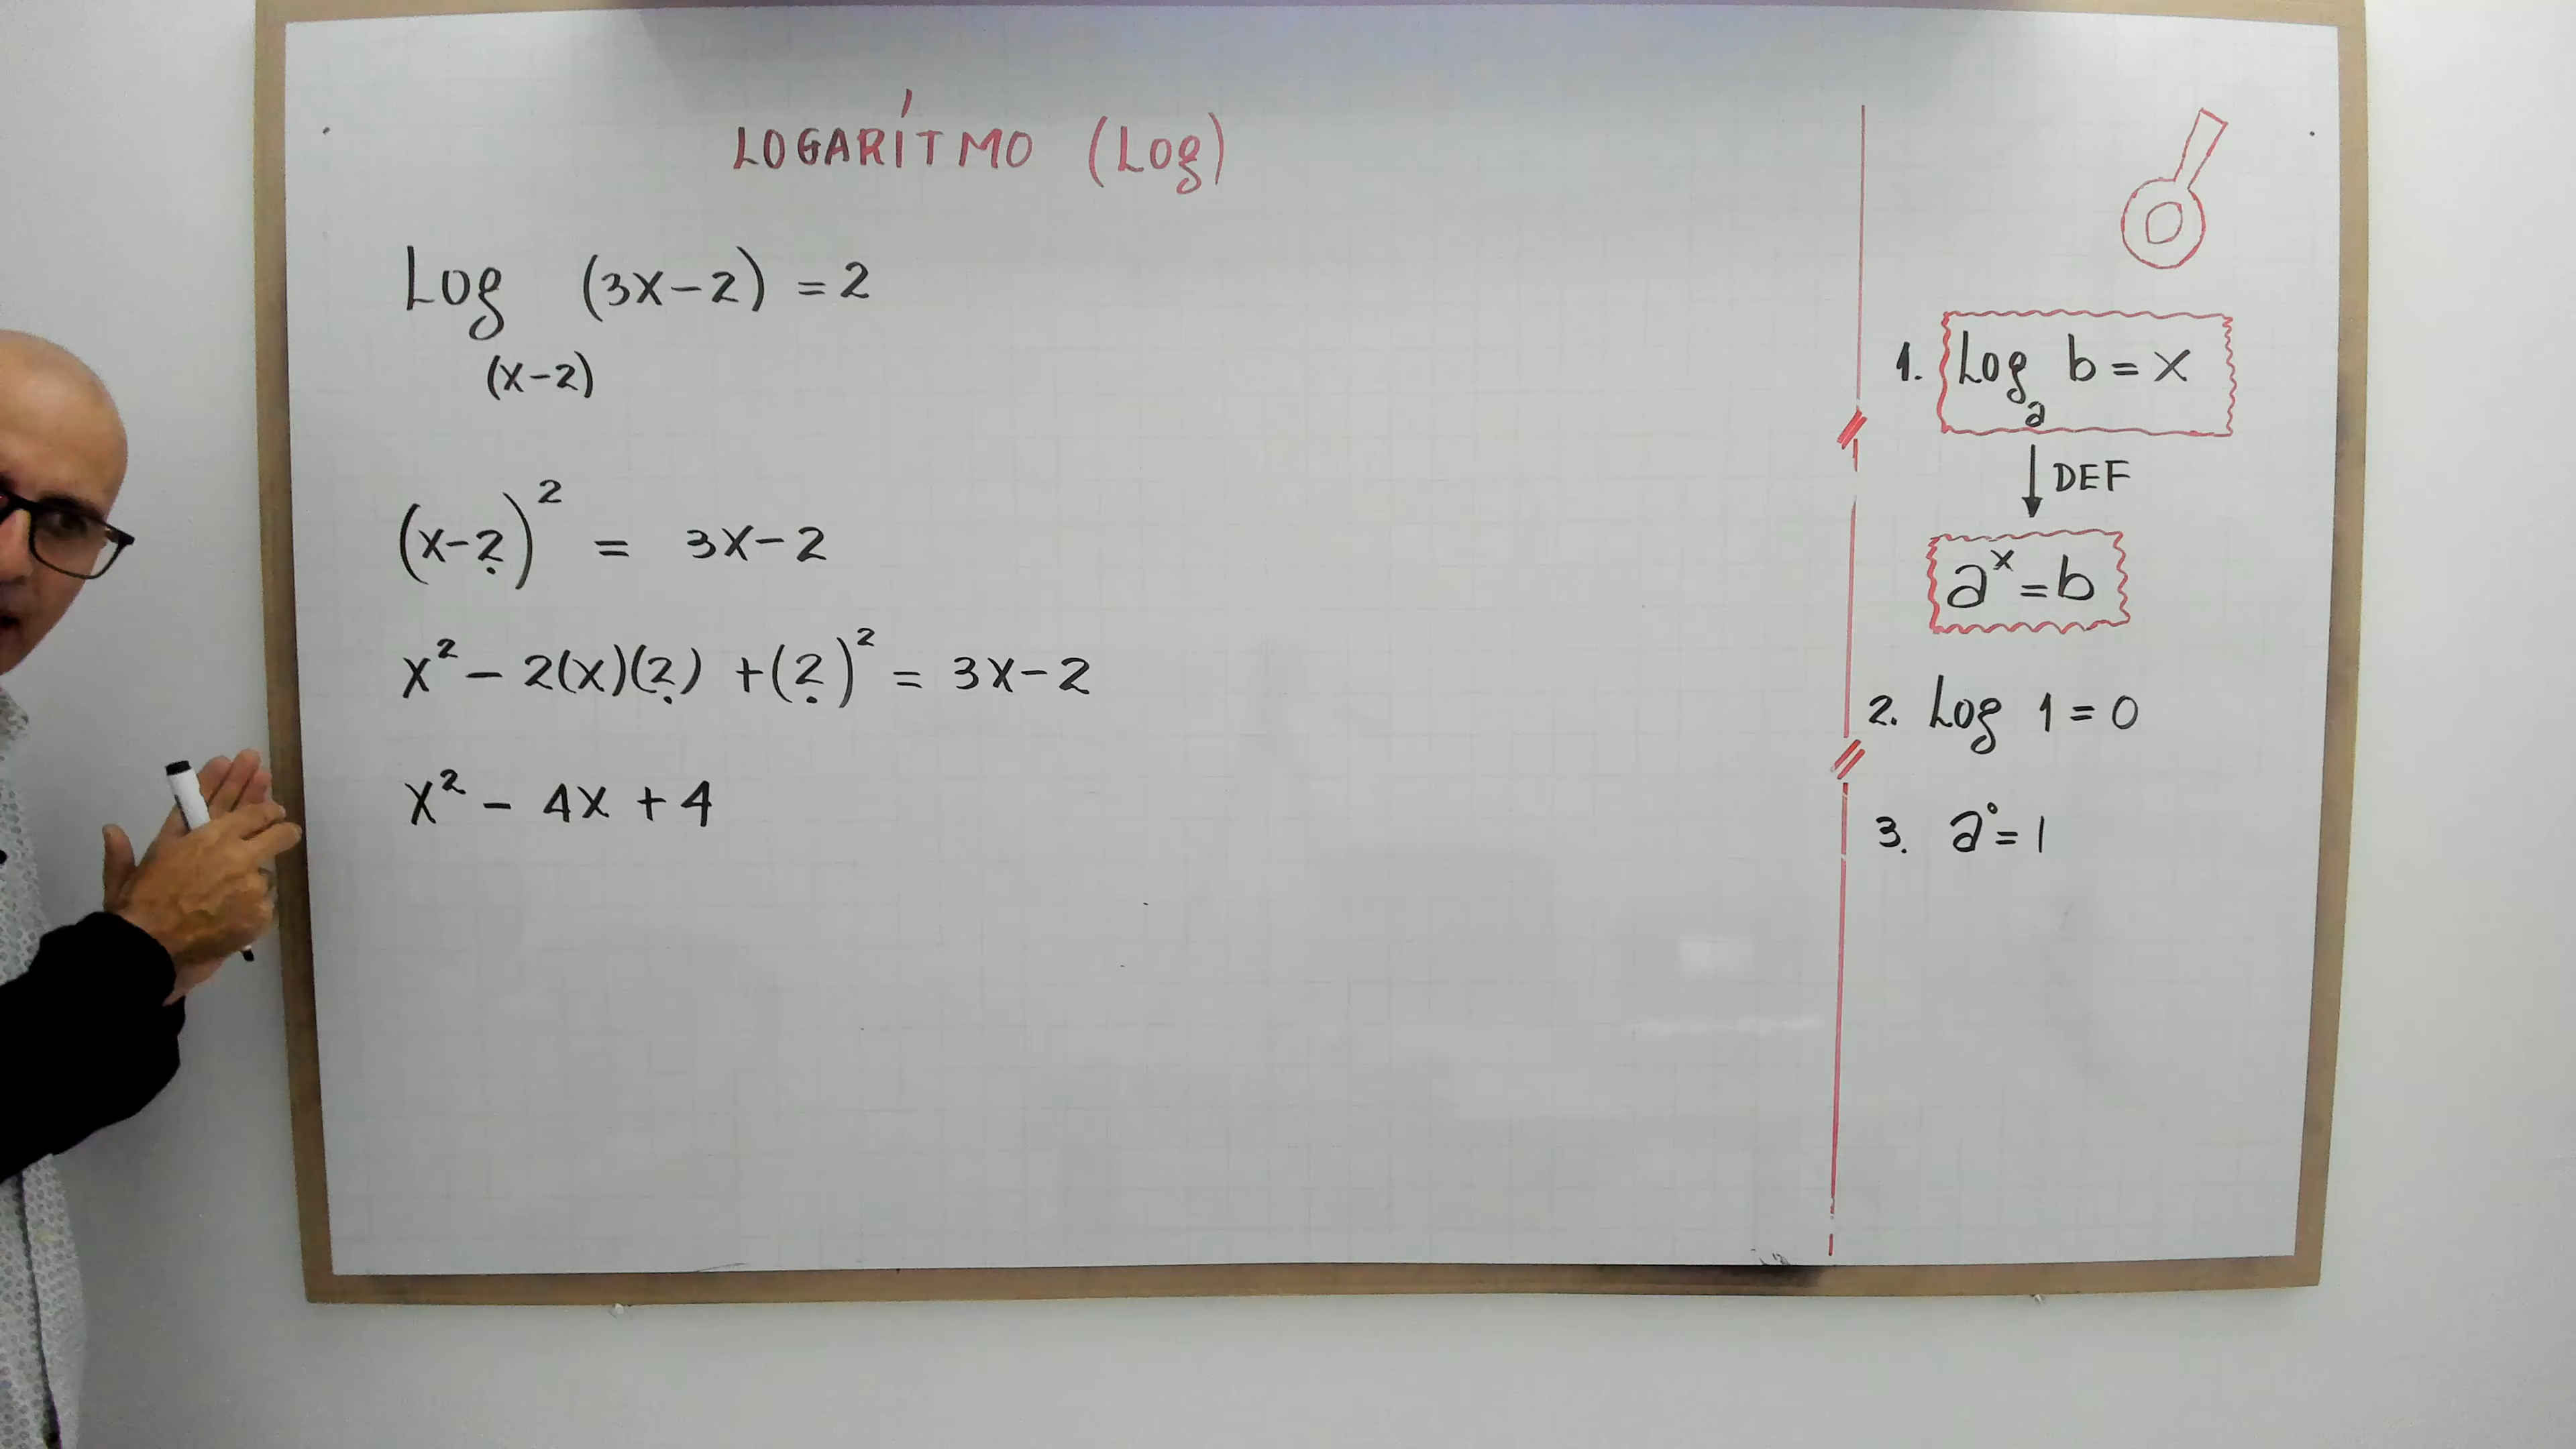 LOGARÍTMO (Log)
Log (3x-2) = 2
(x-2)
(x-2)² = 3x-2
x² - 2(x)(2) + (2)² = 3x-2
x² - 4x + 4
1. Log b = x
a
DEF
aˣ = b
2. Log 1 = 0
3. a° = 1